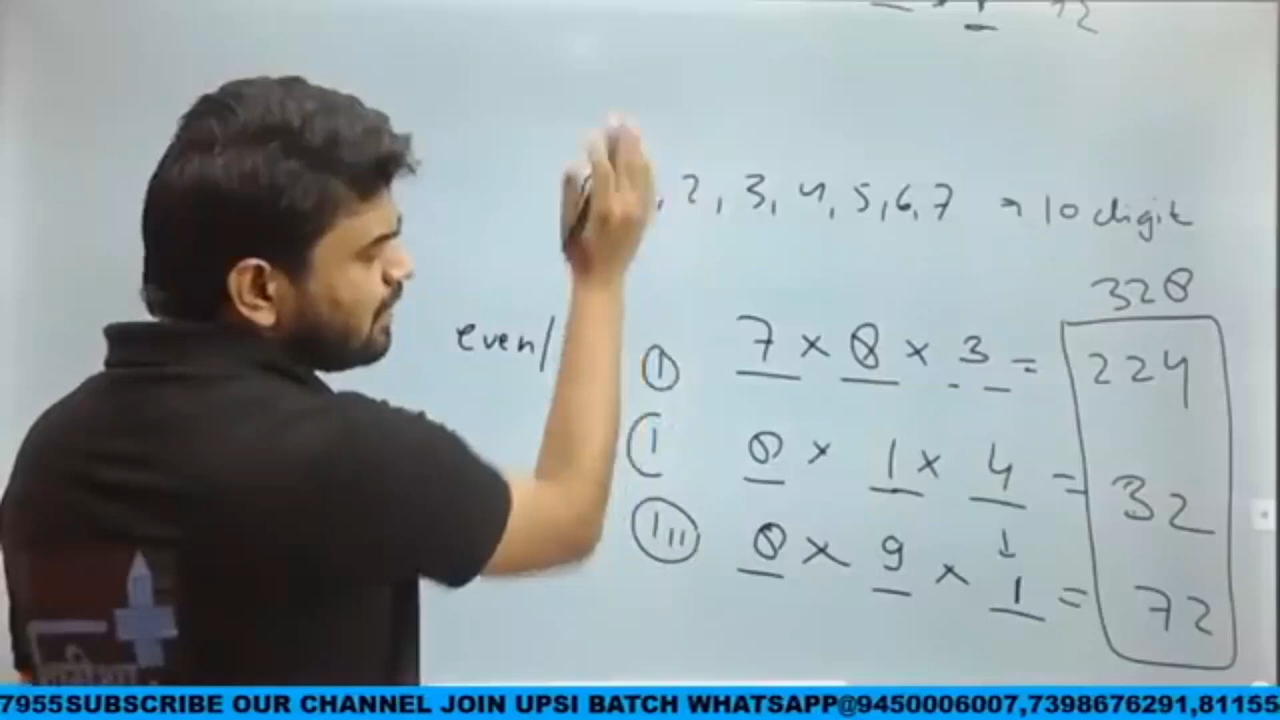 12
, 2, 3, 4, 5, 6, 7 → 10 digit
328
even/
① 7 × 8 × 3 = 224
( I 8 × 1 × 4 = 32
↓
(III) 8 × 9 × 1 = 72
7955SUBSCRIBE OUR CHANNEL JOIN UPSI BATCH WHATSAPP@9450006007,7398676291,81155